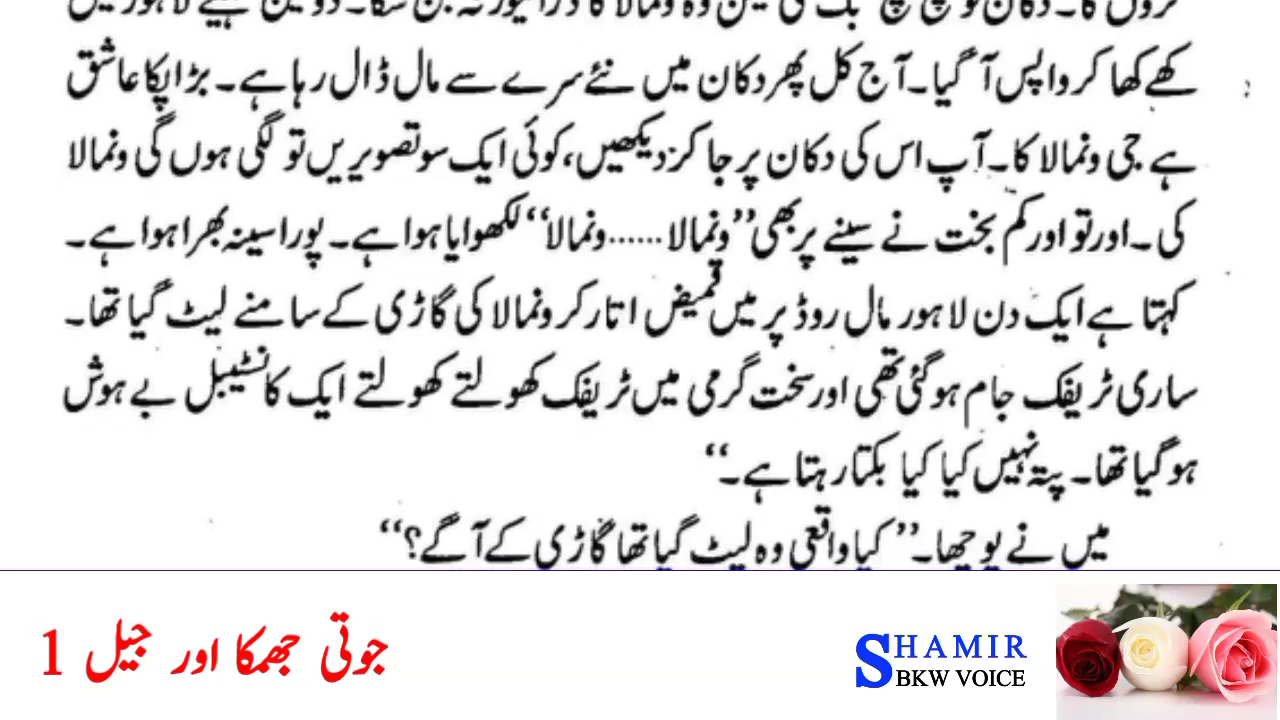 کھے کھا کر واپس آ گیا۔ آج کل پھر دکان میں نئے سرے سے مال ڈال رہا ہے۔ بڑا پکا عاشق
ہے جی ونمالا کا۔ آپ اس کی دکان پر جا کر دیکھیں، کوئی ایک سو تصویریں تو لگی ہوں گی ونمالا
کی۔ اور تو اور کم بخت نے سینے پر بھی ’’ونمالا......ونمالا‘‘ لکھوایا ہوا ہے۔ پورا سینہ بھرا ہوا ہے۔
کہتا ہے ایک دن لاہور مال روڈ پر میں قمیض اتار کر ونمالا کی گاڑی کے سامنے لیٹ گیا تھا۔
ساری ٹریفک جام ہو گئی تھی اور سخت گرمی میں ٹریفک کھولتے کھولتے ایک کانسٹیبل بے ہوش
ہو گیا تھا۔ پتہ نہیں کیا کیا بکتا رہتا ہے۔‘‘
میں نے پوچھا۔ ’’کیا واقعی وہ لیٹ گیا تھا گاڑی کے آگے؟‘‘
جوتی جھمکا اور جیل 1
SHAMIR
BKW VOICE